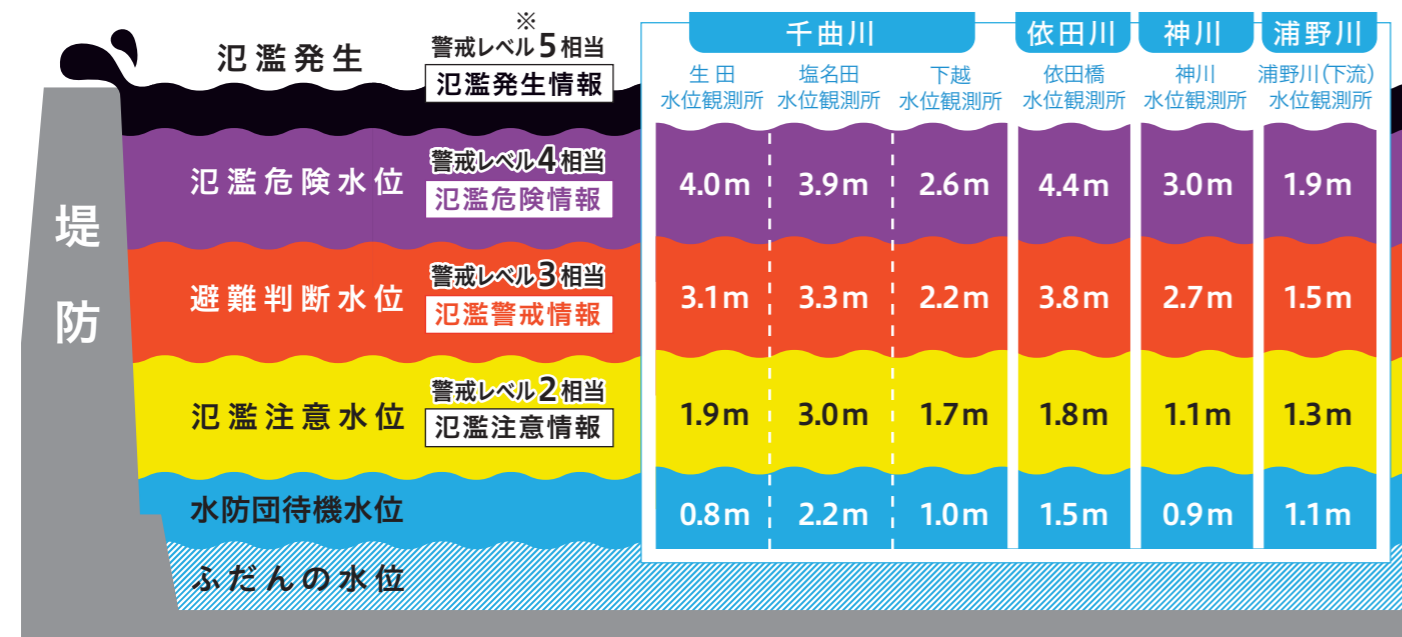 ※
氾濫発生
警戒レベル5相当
氾濫発生情報
千曲川
依田川
神川
浦野川
生田
水位観測所
塩名田
水位観測所
下越
水位観測所
依田橋
水位観測所
神川
水位観測所
浦野川(下流)
水位観測所
堤防
氾濫危険水位
警戒レベル4相当
氾濫危険情報
4.0m
3.9m
2.6m
4.4m
3.0m
1.9m
避難判断水位
警戒レベル3相当
氾濫警戒情報
3.1m
3.3m
2.2m
3.8m
2.7m
1.5m
氾濫注意水位
警戒レベル2相当
氾濫注意情報
1.9m
3.0m
1.7m
1.8m
1.1m
1.3m
水防団待機水位
0.8m
2.2m
1.0m
1.5m
0.9m
1.1m
ふだんの水位